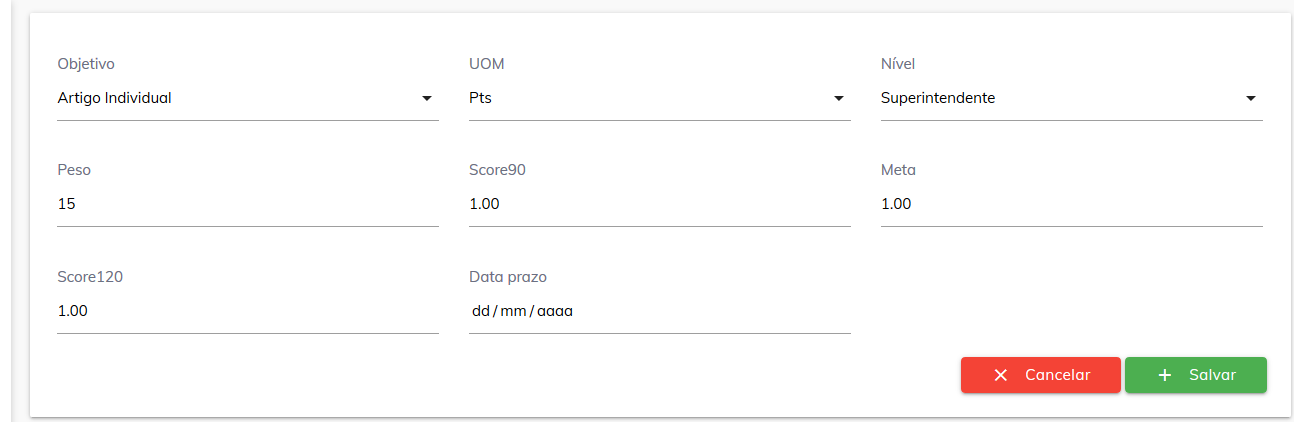 Objetivo UOM Nível
Artigo Individual Pts Superintendente
Peso Score90 Meta
15 1.00 1.00
Score120 Data prazo
1.00 dd/mm/aaaa
Cancelar Salvar